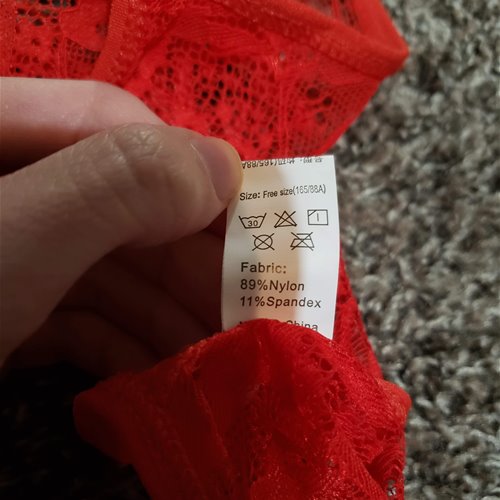 Size: Free size(165/88A)
30
Fabric:
89%Nylon
11%Spandex
China